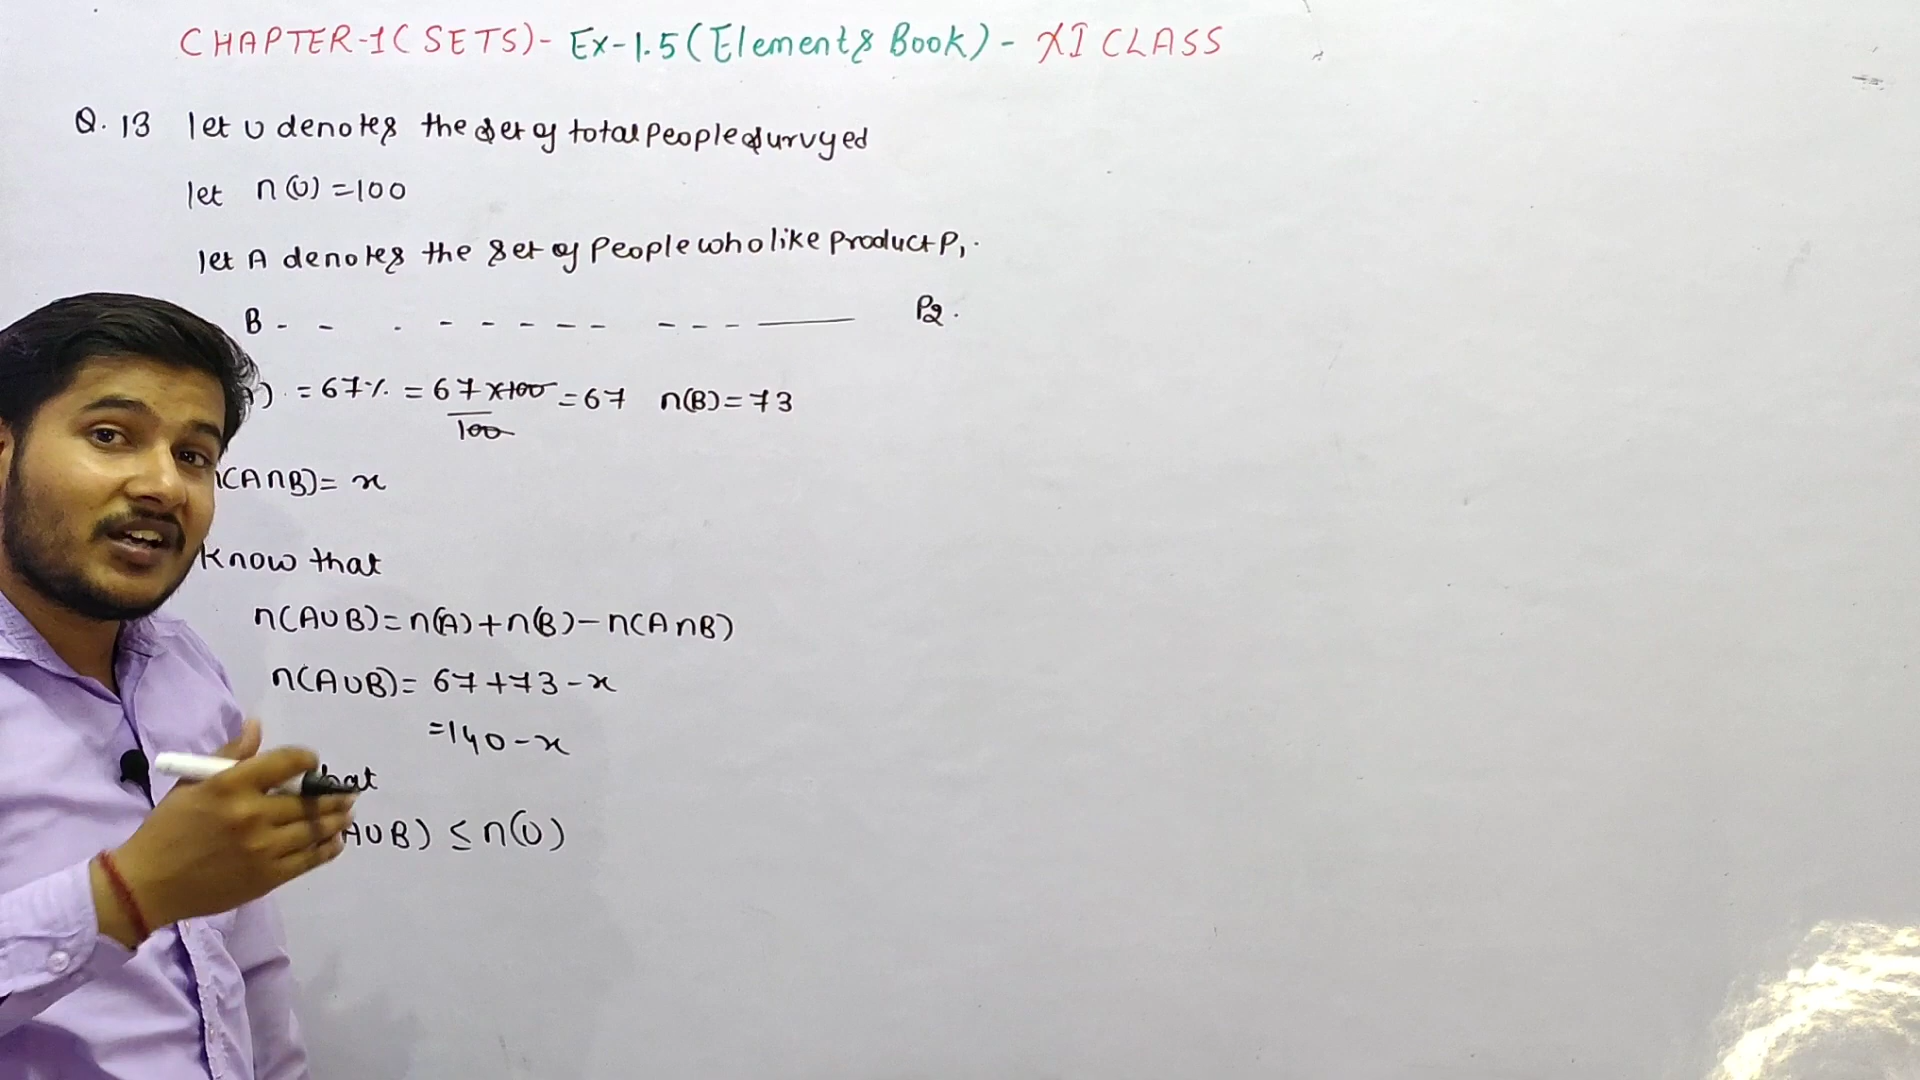 CHAPTER-1(SETS)- Ex-1.5(Elements Book)- XI CLASS
Q.13 let U denotes the set of total People survyed
let n(U)=100
let A denotes the set of People who like Product P₁.
B - - - - - - - - - - - - P2.
) = 67% = 67×100/100 = 67 n(B)=73
(A∩B)= x
know that
n(A∪B)=n(A)+n(B)-n(A∩B)
n(A∪B)= 67+73-x
=140-x
hat
A∪B) ≤ n(U)